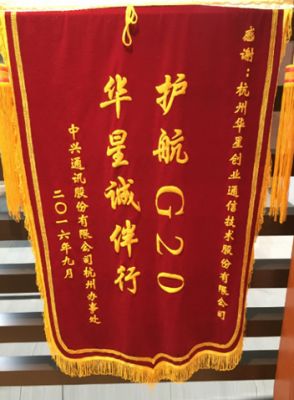 感谢：杭州华星创业通信技术股份有限公司
护航G20
华星诚伴行
中兴通讯股份有限公司杭州办事处
二〇一六年九月